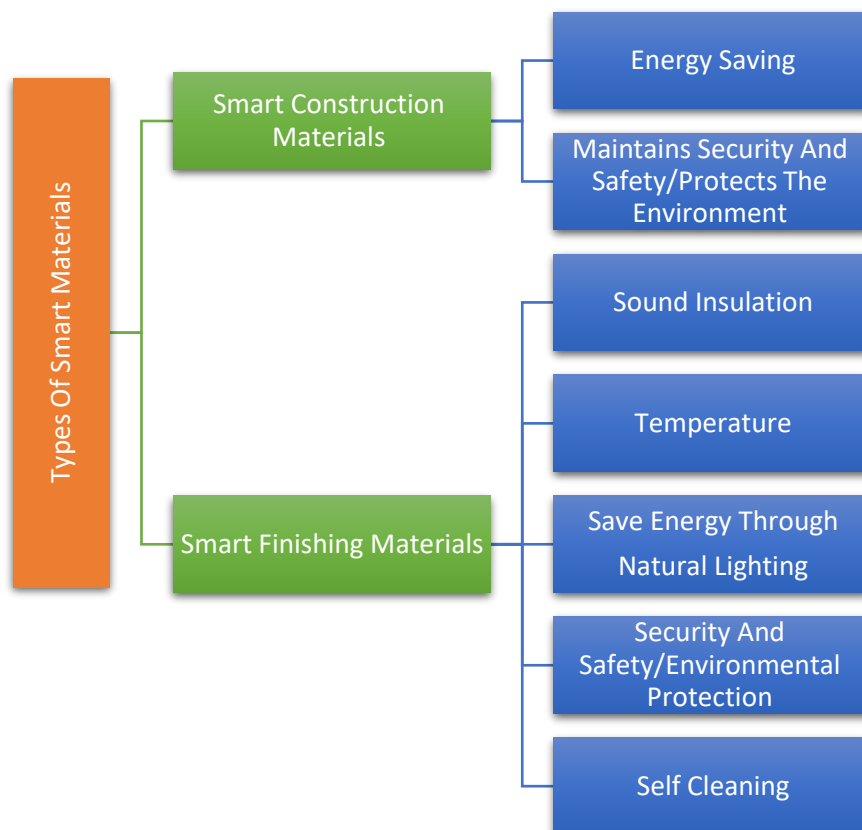 Types Of Smart Materials
Smart Construction
Materials
Energy Saving
Maintains Security And
Safety/Protects The
Environment
Smart Finishing Materials
Sound Insulation
Temperature
Save Energy Through
Natural Lighting
Security And
Safety/Environmental
Protection
Self Cleaning